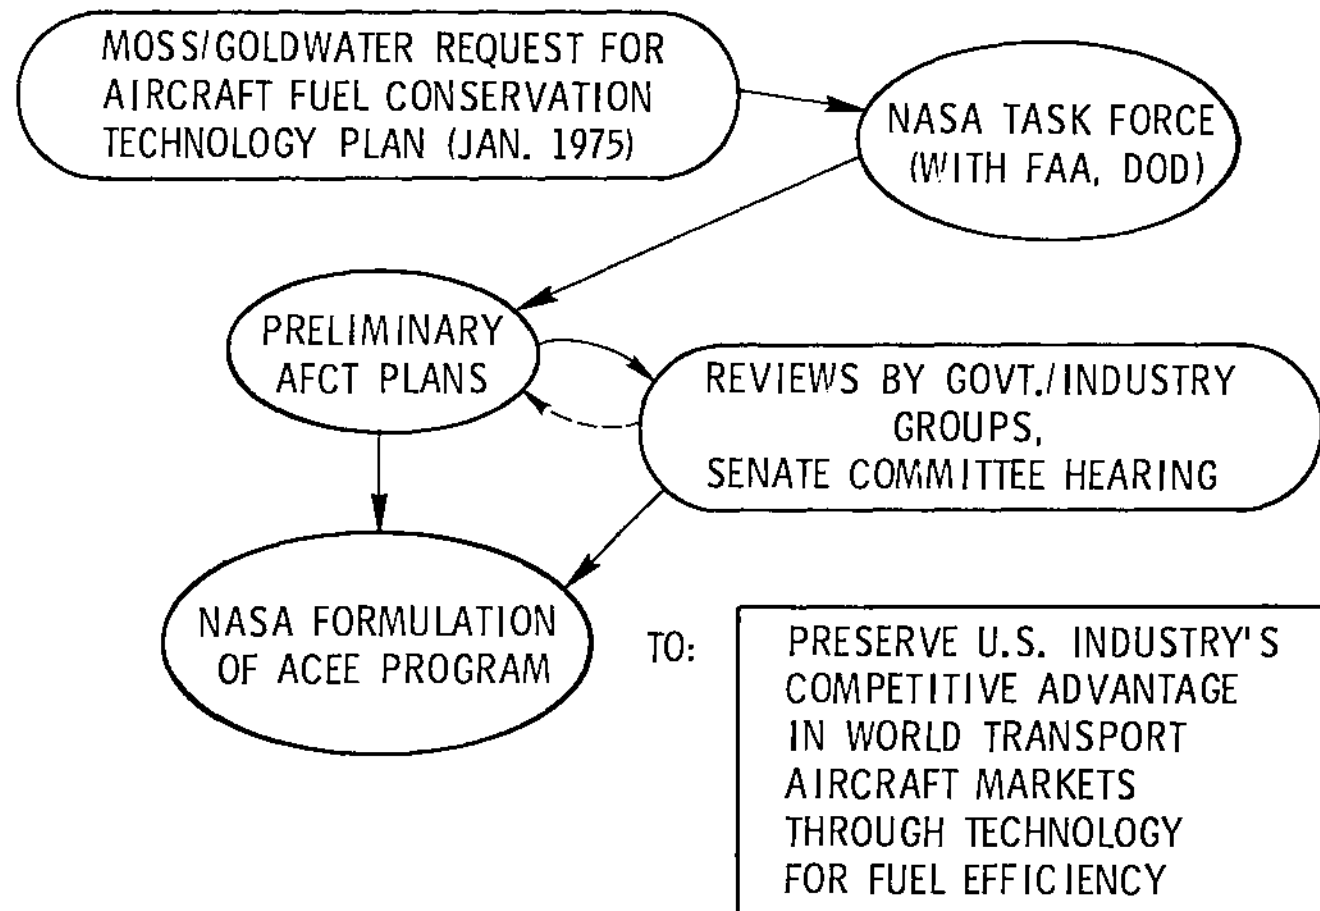 MOSS/GOLDWATER REQUEST FOR
AIRCRAFT FUEL CONSERVATION
TECHNOLOGY PLAN (JAN. 1975)
NASA TASK FORCE
(WITH FAA, DOD)
PRELIMINARY
AFCT PLANS
REVIEWS BY GOVT./INDUSTRY
GROUPS,
SENATE COMMITTEE HEARING
NASA FORMULATION
OF ACEE PROGRAM
TO:
PRESERVE U.S. INDUSTRY'S
COMPETITIVE ADVANTAGE
IN WORLD TRANSPORT
AIRCRAFT MARKETS
THROUGH TECHNOLOGY
FOR FUEL EFFICIENCY